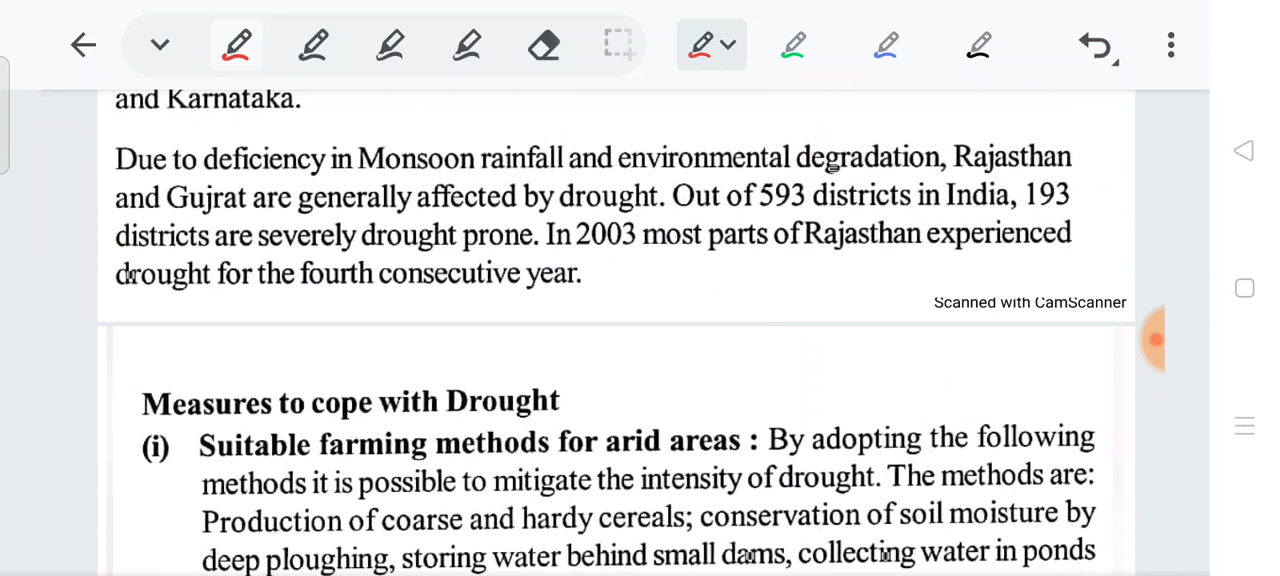 and Karnataka.
Due to deficiency in Monsoon rainfall and environmental degradation, Rajasthan
and Gujrat are generally affected by drought. Out of 593 districts in India, 193
districts are severely drought prone. In 2003 most parts of Rajasthan experienced
drought for the fourth consecutive year.
Scanned with CamScanner
Measures to cope with Drought
(i) Suitable farming methods for arid areas : By adopting the following
methods it is possible to mitigate the intensity of drought. The methods are:
Production of coarse and hardy cereals; conservation of soil moisture by
deep ploughing, storing water behind small dams, collecting water in ponds